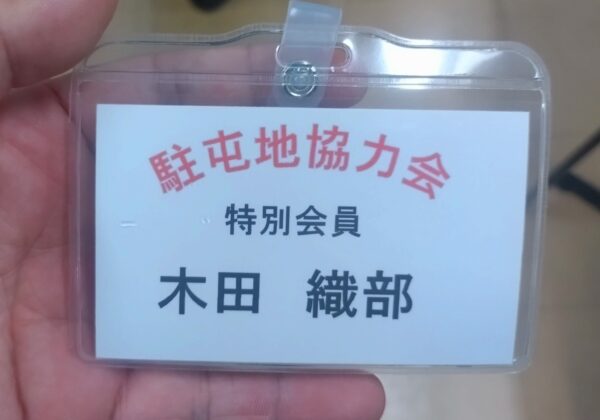 駐屯地協力会
特別会員
木田 織部